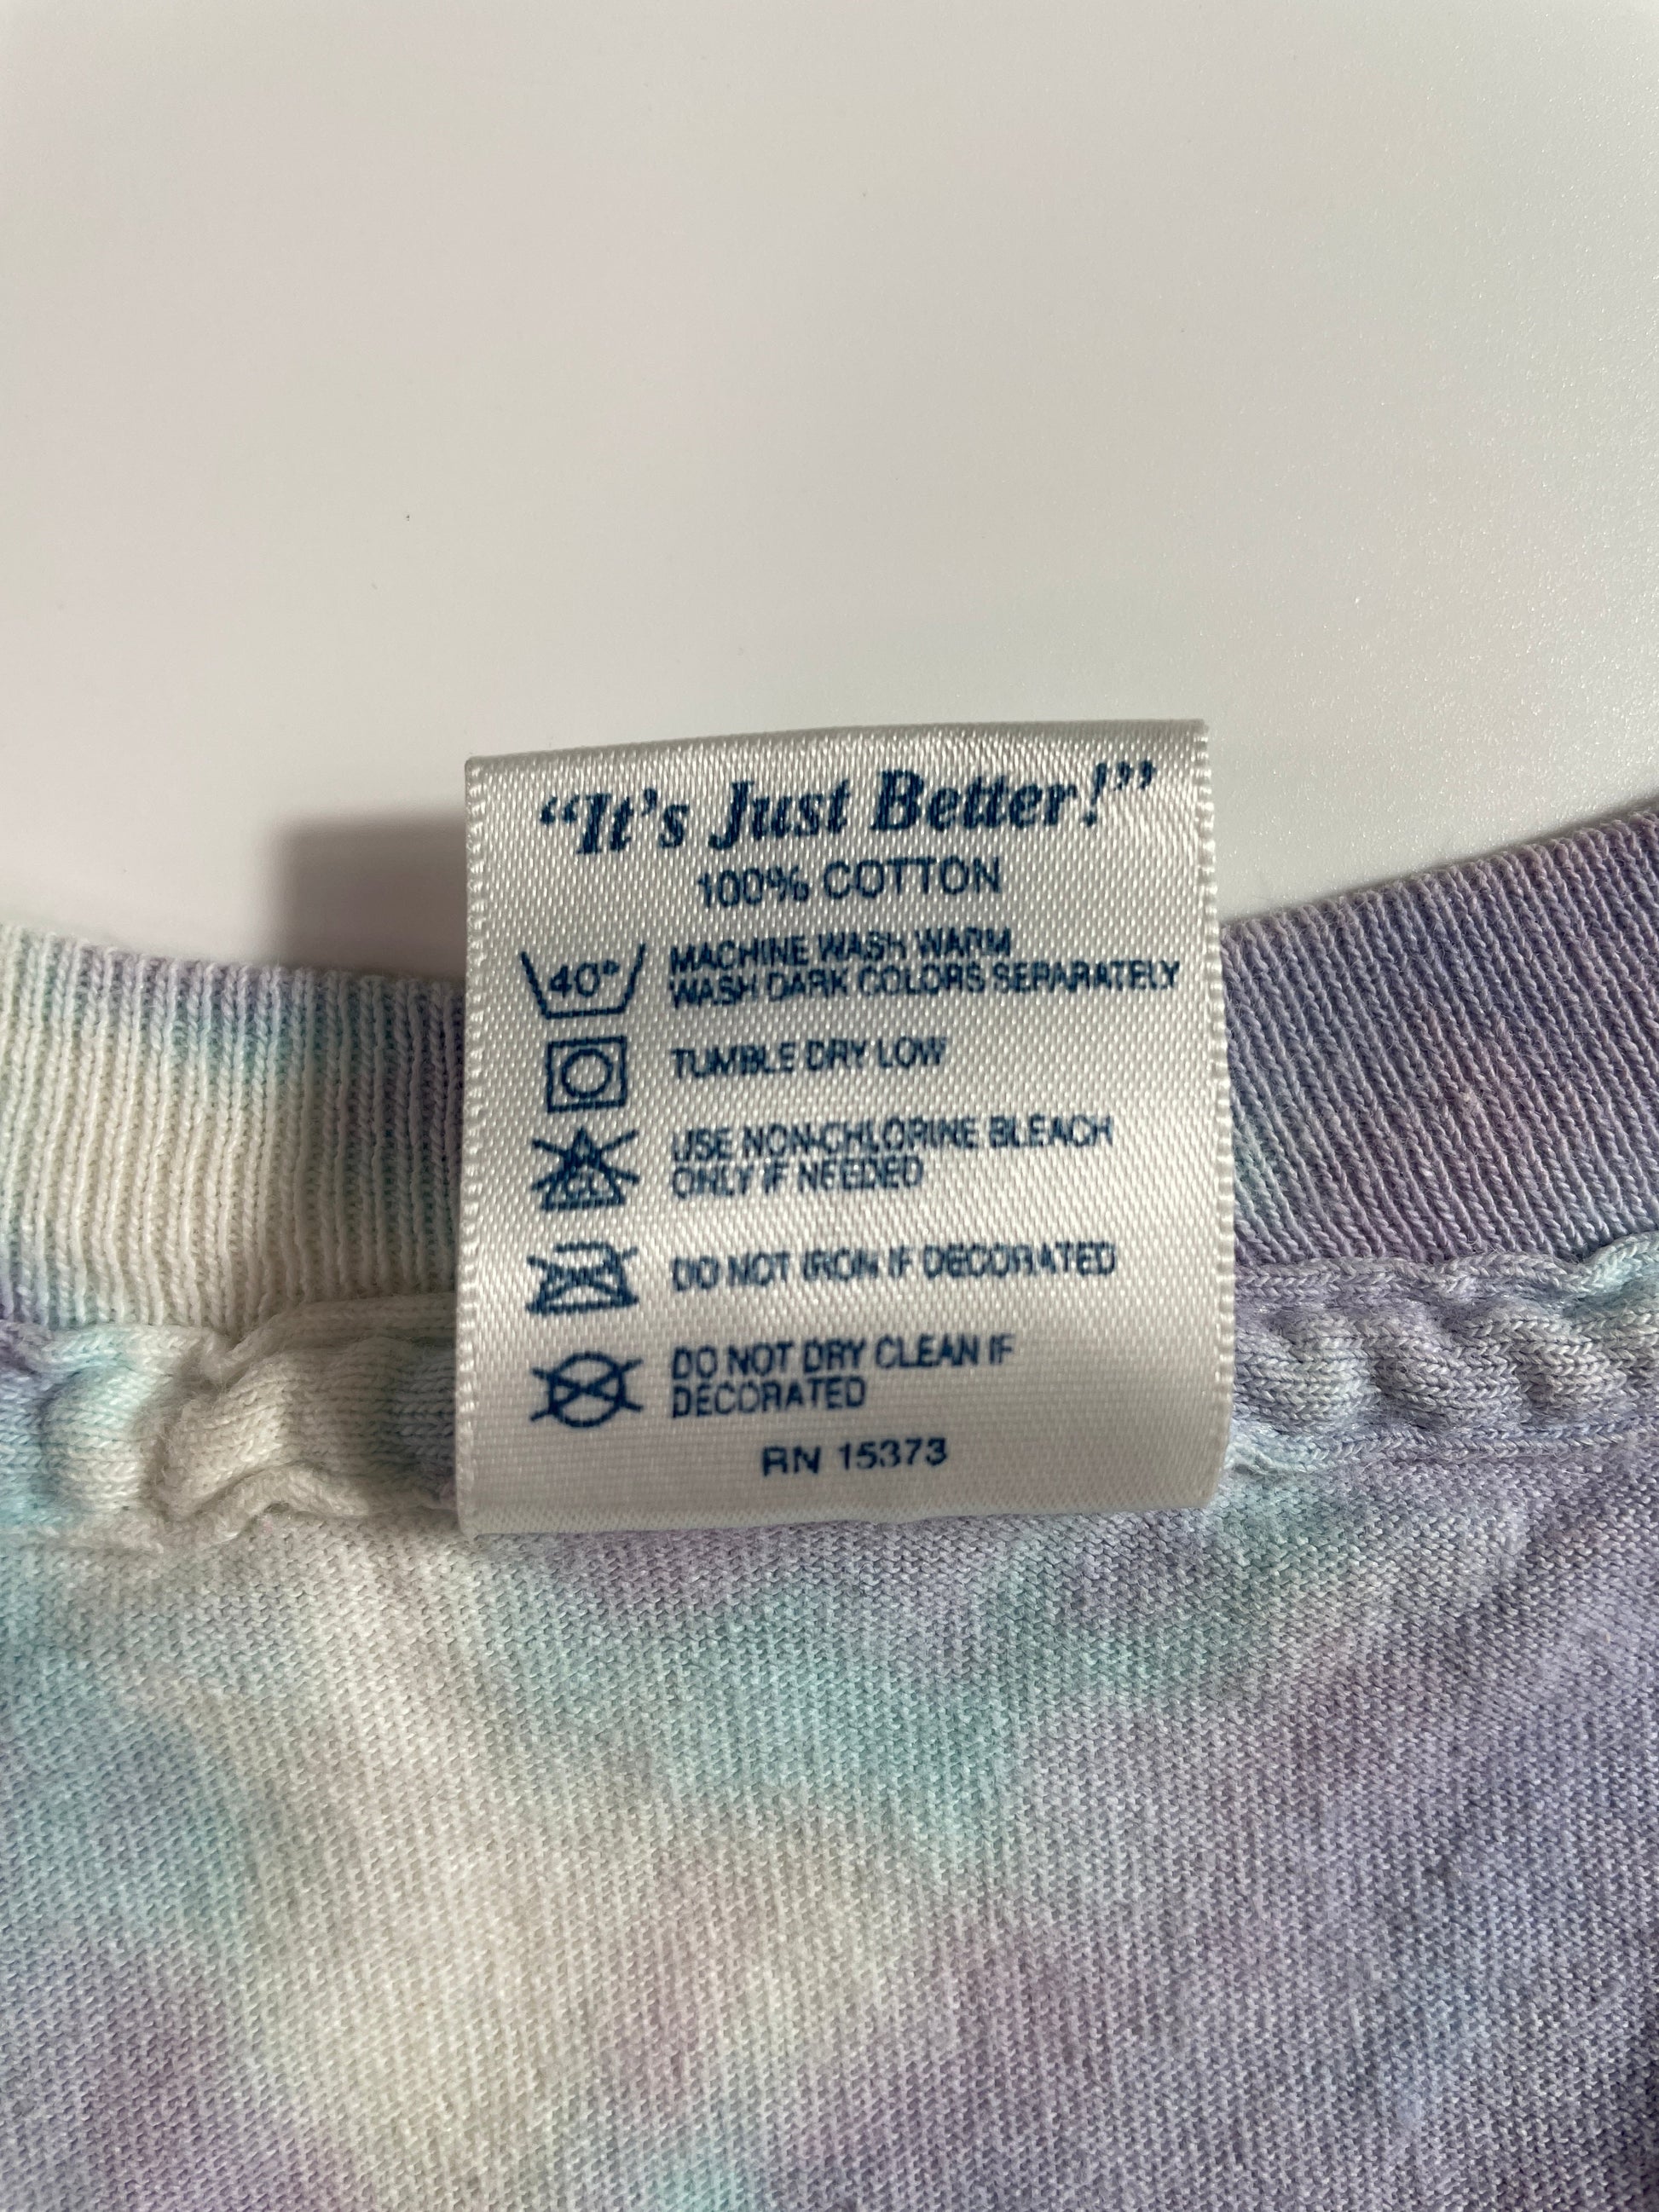 “It’s Just Better!”
100% COTTON
40°
MACHINE WASH WARM
WASH DARK COLORS SEPARATELY
TUMBLE DRY LOW
USE NON-CHLORINE BLEACH
ONLY IF NEEDED
DO NOT IRON IF DECORATED
DO NOT DRY CLEAN IF
DECORATED
RN 15373